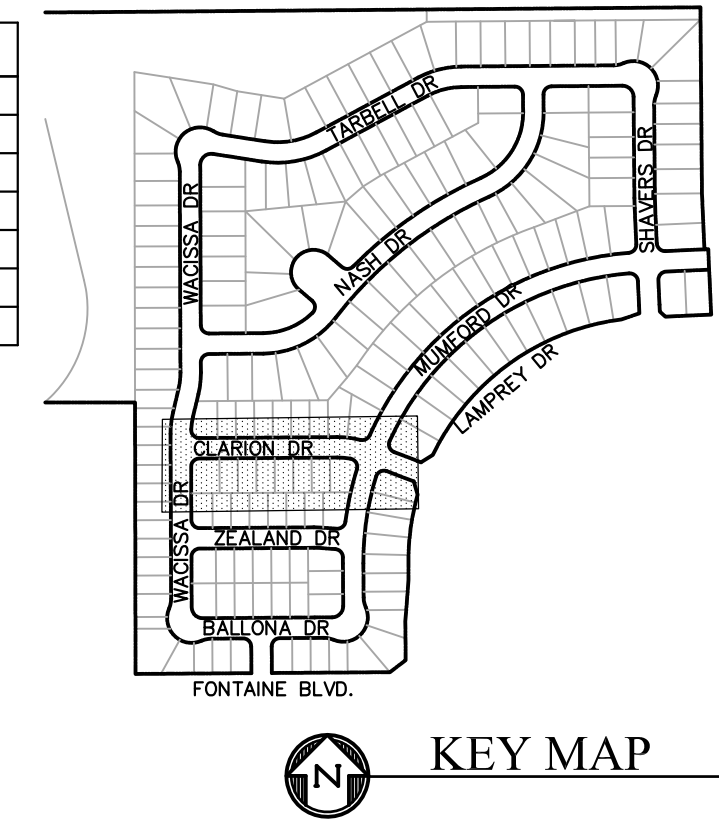 TARBELL DR
SHAVERS DR
WACISSA DR
NASH DR
MUMFORD DR
LAMPREY DR
CLARION DR
WACISSA DR
ZEALAND DR
BALLONA DR
FONTAINE BLVD.
N
KEY MAP